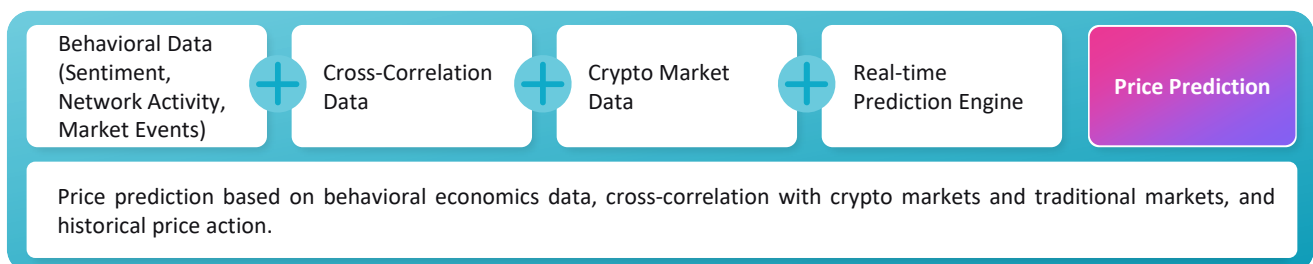 Behavioral Data
(Sentiment,
Network Activity,
Market Events)
Cross-Correlation
Data
Crypto Market
Data
Real-time
Prediction Engine
Price Prediction
Price prediction based on behavioral economics data, cross-correlation with crypto markets and traditional markets, and
historical price action.